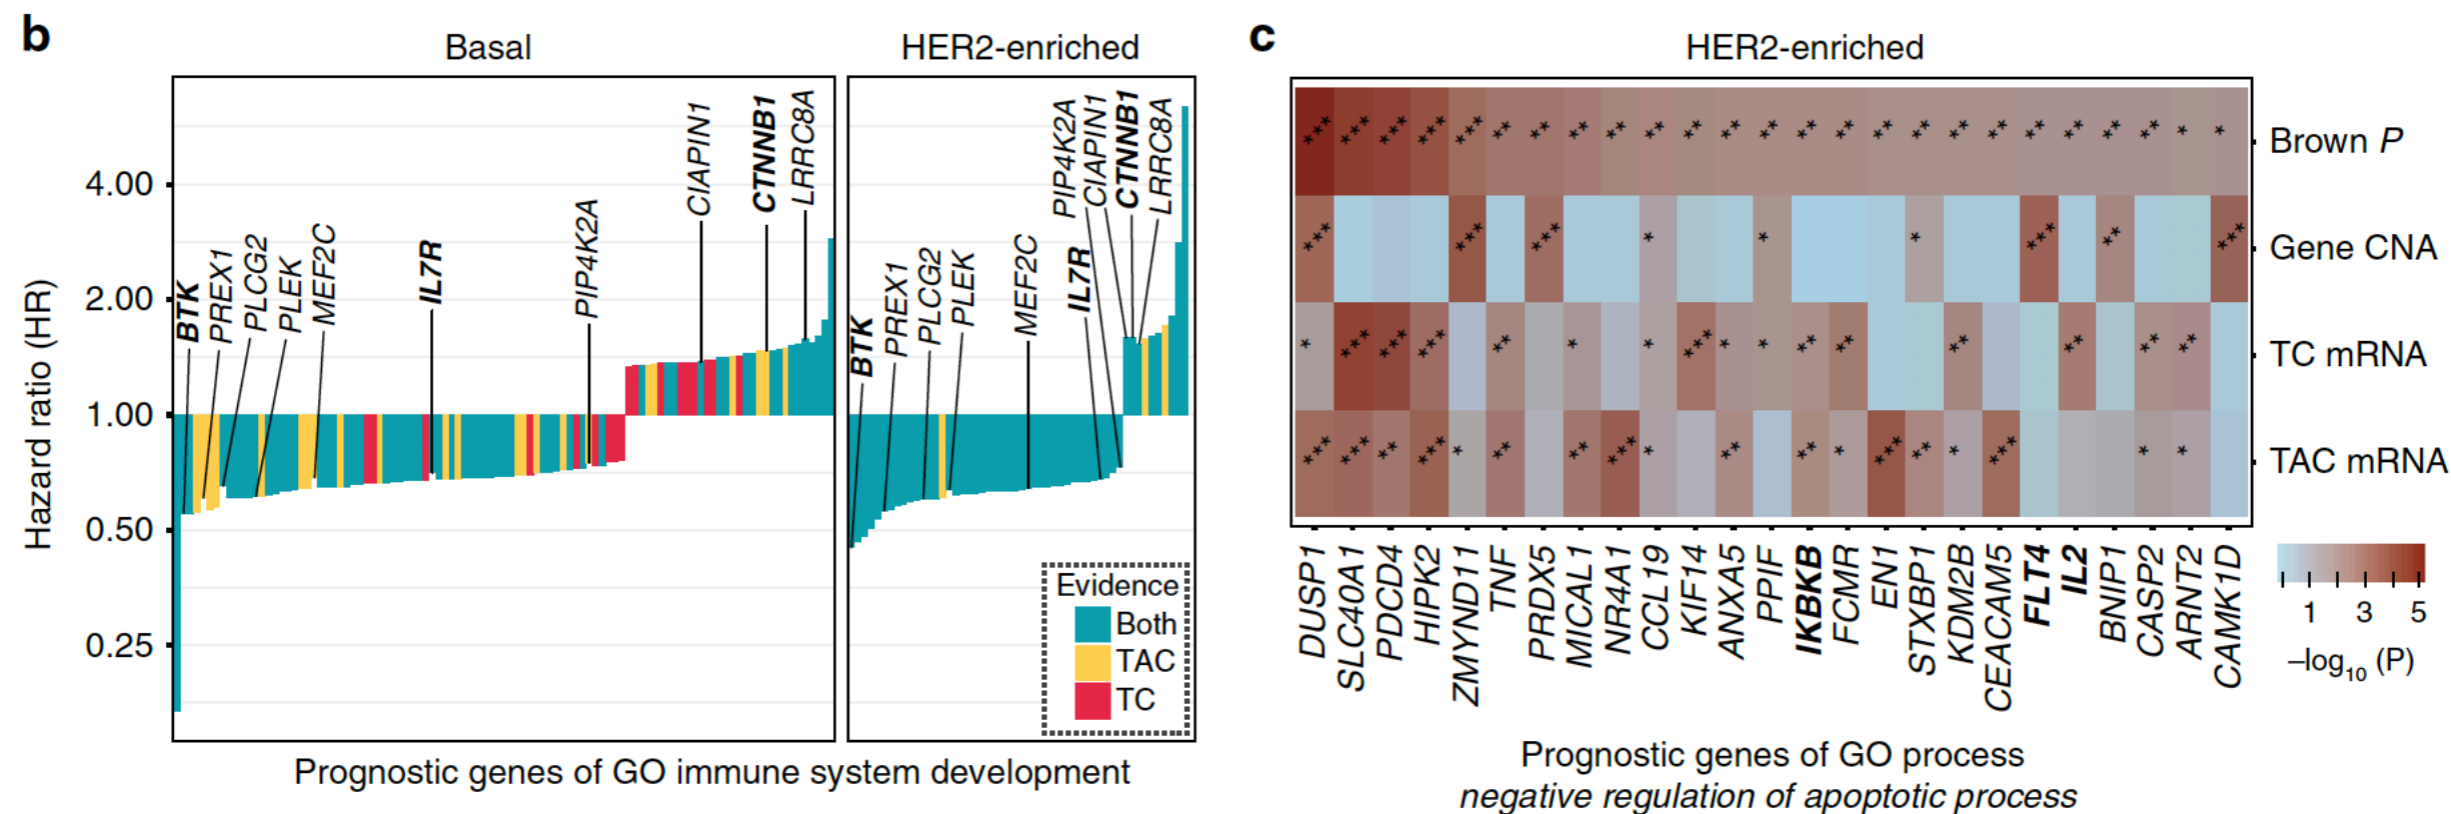 b
Basal
HER2-enriched
Hazard ratio (HR)
4.00
2.00
1.00
0.50
0.25
BTK
PREX1
PLCG2
PLEK
MEF2C
IL7R
PIP4K2A
CIAPIN1
CTNNB1
LRRC8A
BTK
PREX1
PLCG2
PLEK
MEF2C
IL7R
PIP4K2A
CIAPIN1
CTNNB1
LRRC8A
Evidence
Both
TAC
TC
Prognostic genes of GO immune system development
c
HER2-enriched
Brown P
Gene CNA
TC mRNA
TAC mRNA
DUSP1
SLC40A1
PDCD4
HIPK2
ZMYND11
TNF
PRDX5
MICAL1
NR4A1
CCL19
KIF14
ANXA5
PPIF
IKBKB
FCMR
EN1
STXBP1
KDM2B
CEACAM5
FLT4
IL2
BNIP1
CASP2
ARNT2
CAMK1D
1 3 5
–log10 (P)
Prognostic genes of GO process
negative regulation of apoptotic process